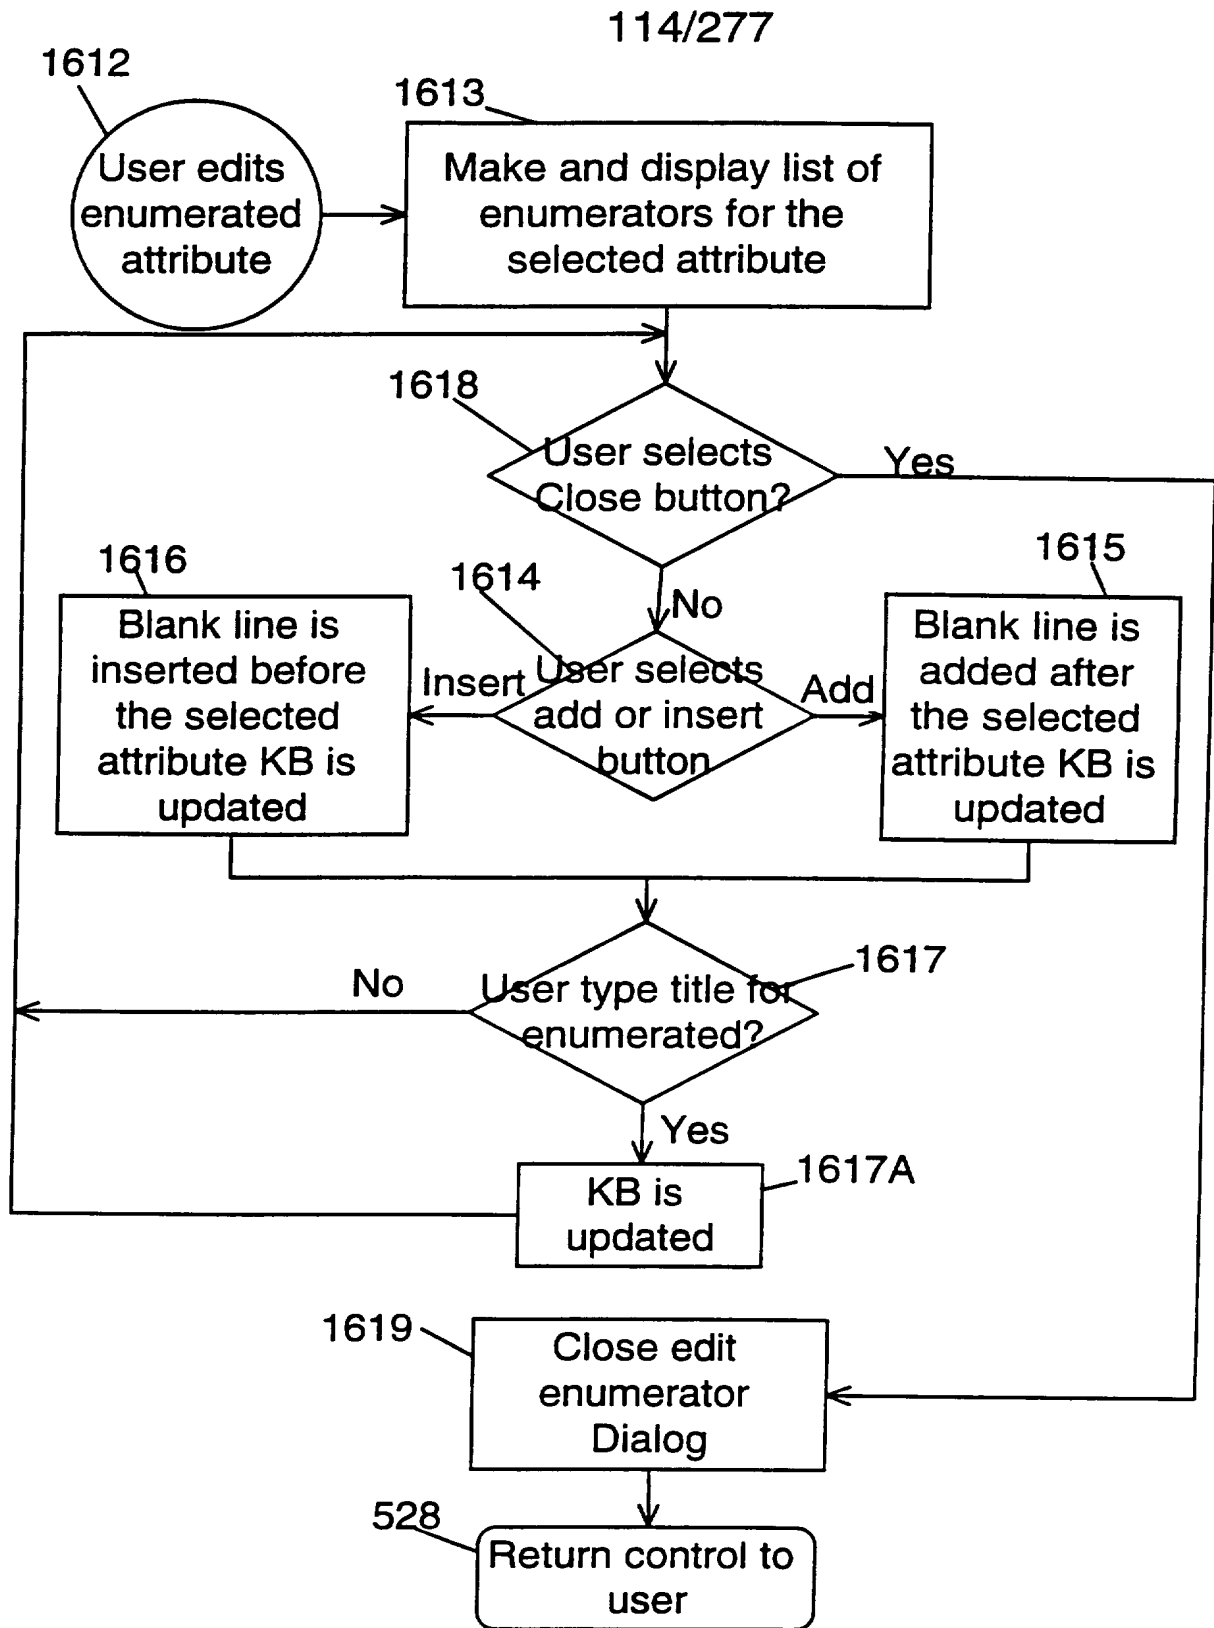 114/277
1612
User edits
enumerated
attribute
1613
Make and display list of
enumerators for the
selected attribute
1618
User selects
Close button?
Yes
No
1616
Blank line is
inserted before
the selected
attribute KB is
updated
1614
User selects
add or insert
button
Insert
Add
1615
Blank line is
added after
the selected
attribute KB is
updated
1617
User type title for
enumerated?
No
Yes
1617A
KB is
updated
1619
Close edit
enumerator
Dialog
528
Return control to
user